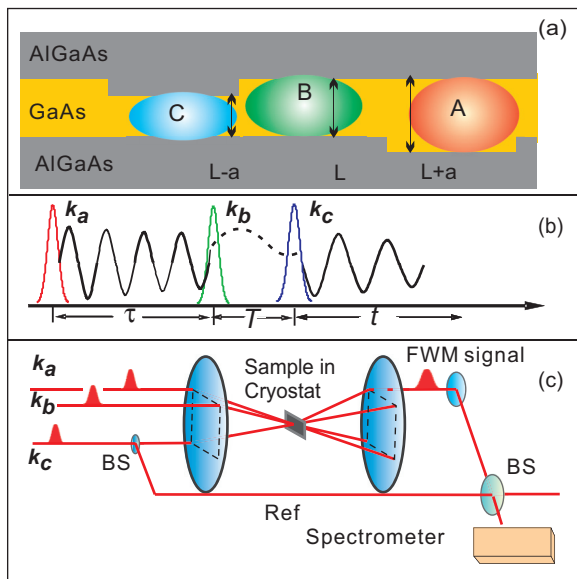 (a)
AlGaAs
GaAs
C
B
A
AlGaAs
L-a
L
L+a
(b)
k_a
k_b
k_c
τ
T
t
(c)
k_a
k_b
k_c
BS
Sample in
Cryostat
FWM signal
BS
Ref
Spectrometer